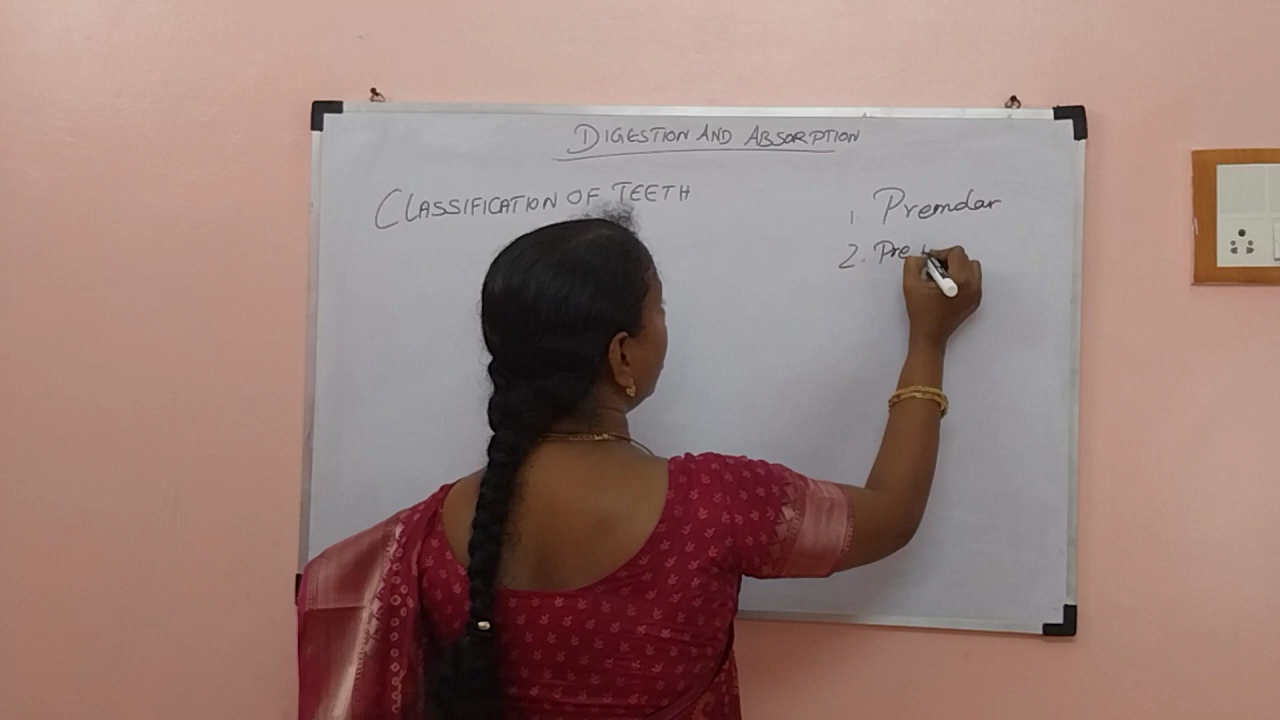 DIGESTION AND ABSORPTION
CLASSIFICATION OF TEETH
1 Premolar
2. Pre